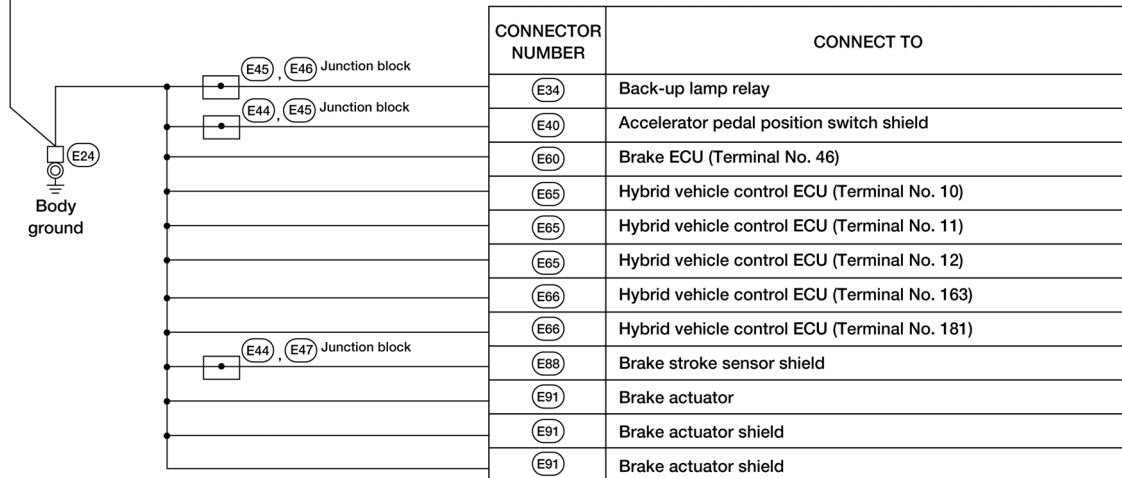 CONNECTOR NUMBER CONNECT TO
E45 , E46 Junction block
E34 Back-up lamp relay
E44 , E45 Junction block
E40 Accelerator pedal position switch shield
E24
Body
ground
E60 Brake ECU (Terminal No. 46)
E65 Hybrid vehicle control ECU (Terminal No. 10)
E65 Hybrid vehicle control ECU (Terminal No. 11)
E65 Hybrid vehicle control ECU (Terminal No. 12)
E66 Hybrid vehicle control ECU (Terminal No. 163)
E66 Hybrid vehicle control ECU (Terminal No. 181)
E44 , E47 Junction block
E88 Brake stroke sensor shield
E91 Brake actuator
E91 Brake actuator shield
E91 Brake actuator shield